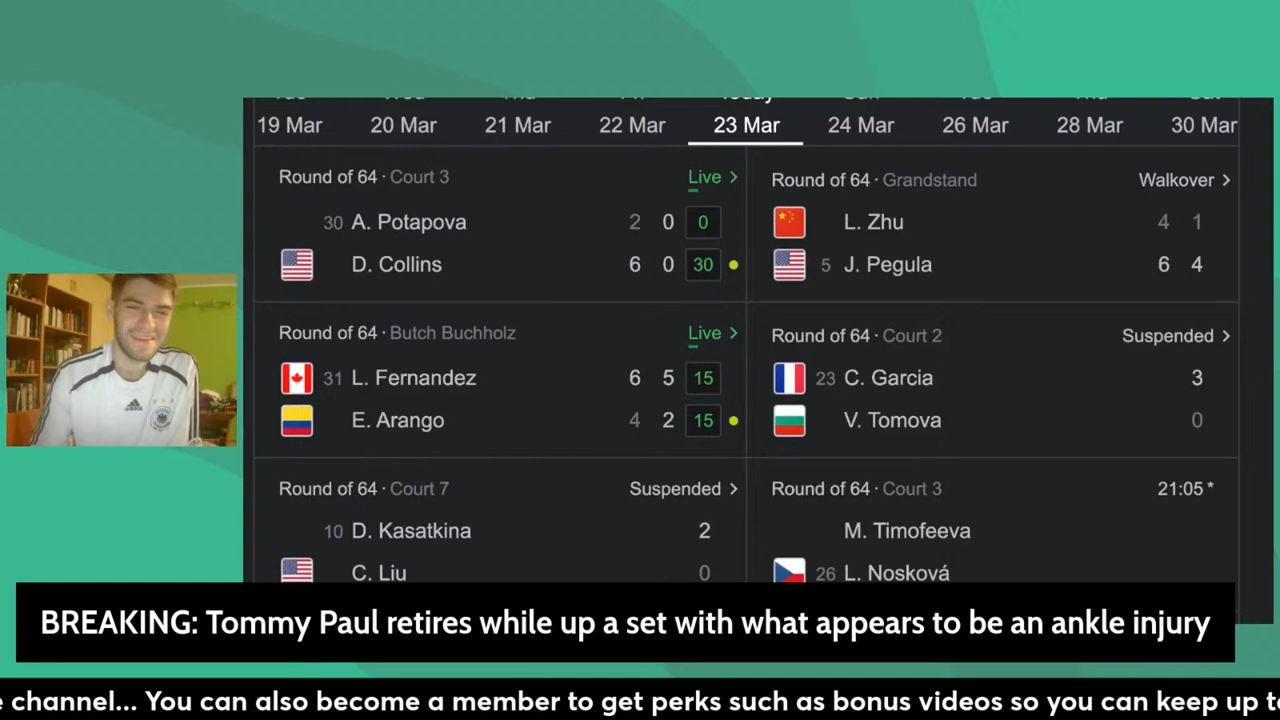 19 Mar 20 Mar 21 Mar 22 Mar 23 Mar 24 Mar 26 Mar 28 Mar 30 Mar
Round of 64 · Court 3 Live
30 A. Potapova 2 0 0
D. Collins 6 0 30
Round of 64 · Grandstand Walkover
L. Zhu 4 1
5 J. Pegula 6 4
Round of 64 · Butch Buchholz Live
31 L. Fernandez 6 5 15
E. Arango 4 2 15
Round of 64 · Court 2 Suspended
23 C. Garcia 3
V. Tomova 0
Round of 64 · Court 7 Suspended
10 D. Kasatkina 2
C. Liu 0
Round of 64 · Court 3 21:05 *
M. Timofeeva
26 L. Nosková
BREAKING: Tommy Paul retires while up a set with what appears to be an ankle injury
channel... You can also become a member to get perks such as bonus videos so you can keep up